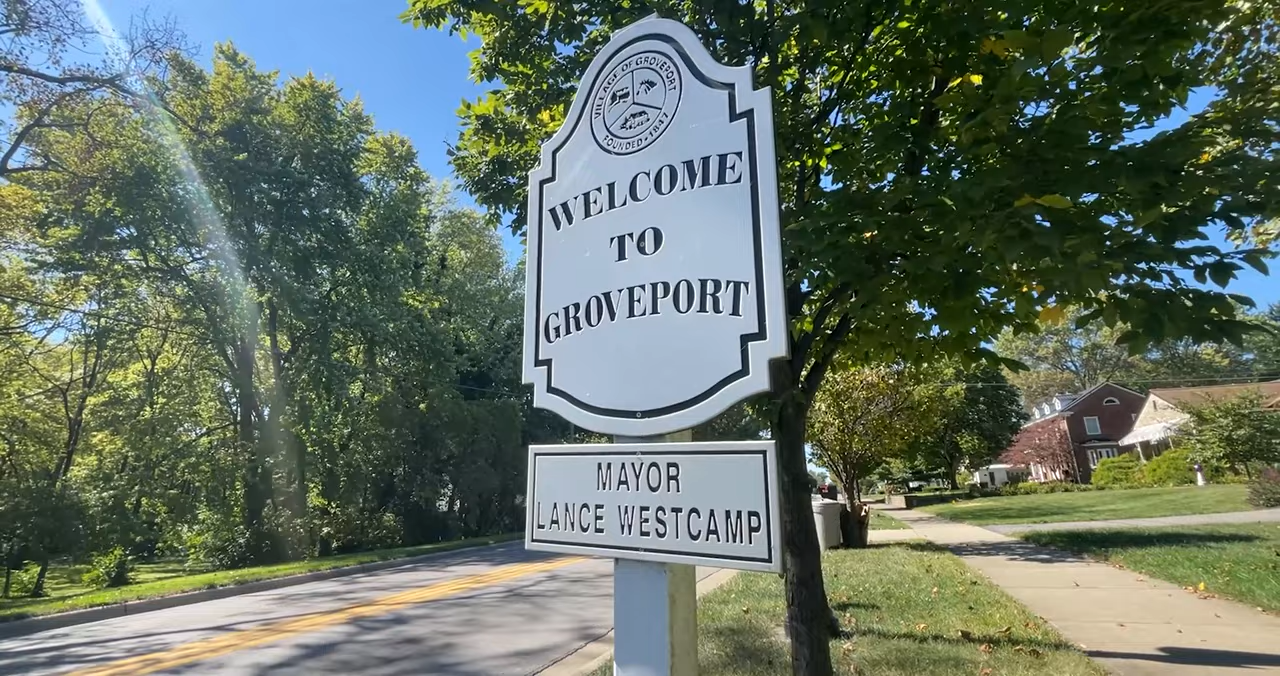 VILLAGE OF GROVEPORT
FOUNDED • 1847
WELCOME
TO
GROVEPORT
MAYOR
LANCE WESTCAMP